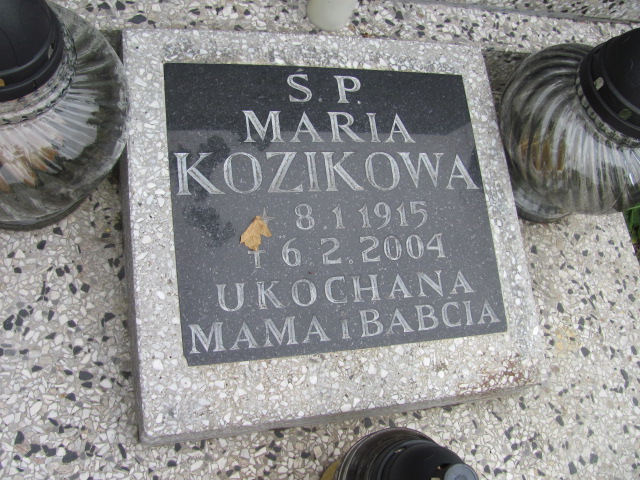 Ś. P.
MARIA
KOZIKOWA
* 8.1 1915
† 6.2.2004
UKOCHANA
MAMA i BABCIA